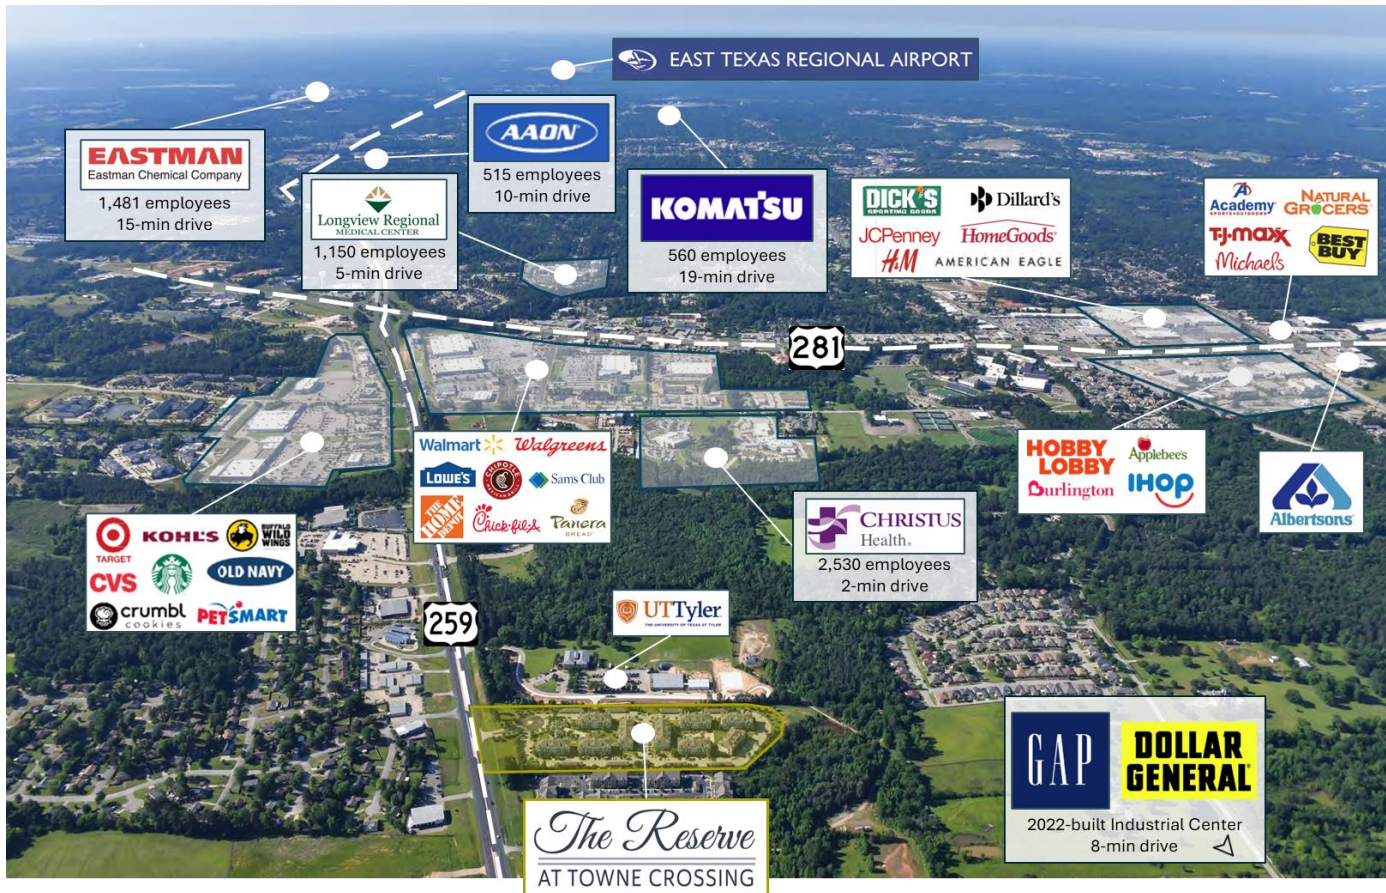 EAST TEXAS REGIONAL AIRPORT
EASTMAN
Eastman Chemical Company
1,481 employees
15-min drive
AAON
515 employees
10-min drive
Longview Regional
MEDICAL CENTER
1,150 employees
5-min drive
KOMATSU
560 employees
19-min drive
DICK'S
SPORTING GOODS
Dillard's
JCPenney
HomeGoods
H&M
AMERICAN EAGLE
Academy
SPORTS+OUTDOORS
NATURAL
GROCERS
T.J.maxx
BEST
BUY
Michaels
281
Walmart
Walgreens
LOWE'S
CHIPOTLE
MEXICAN GRILL
Sam's Club
THE
HOME
DEPOT
Chick-fil-A
Panera
BREAD
HOBBY
LOBBY
Applebee's
Burlington
IHOP
Albertsons
TARGET
KOHL'S
BUFFALO
WILD
WINGS
CVS
OLD NAVY
crumbl
cookies
PETSMART
CHRISTUS
Health.
2,530 employees
2-min drive
259
UT Tyler
THE UNIVERSITY OF TEXAS AT TYLER
GAP
DOLLAR
GENERAL
2022-built Industrial Center
8-min drive
The Reserve
AT TOWNE CROSSING